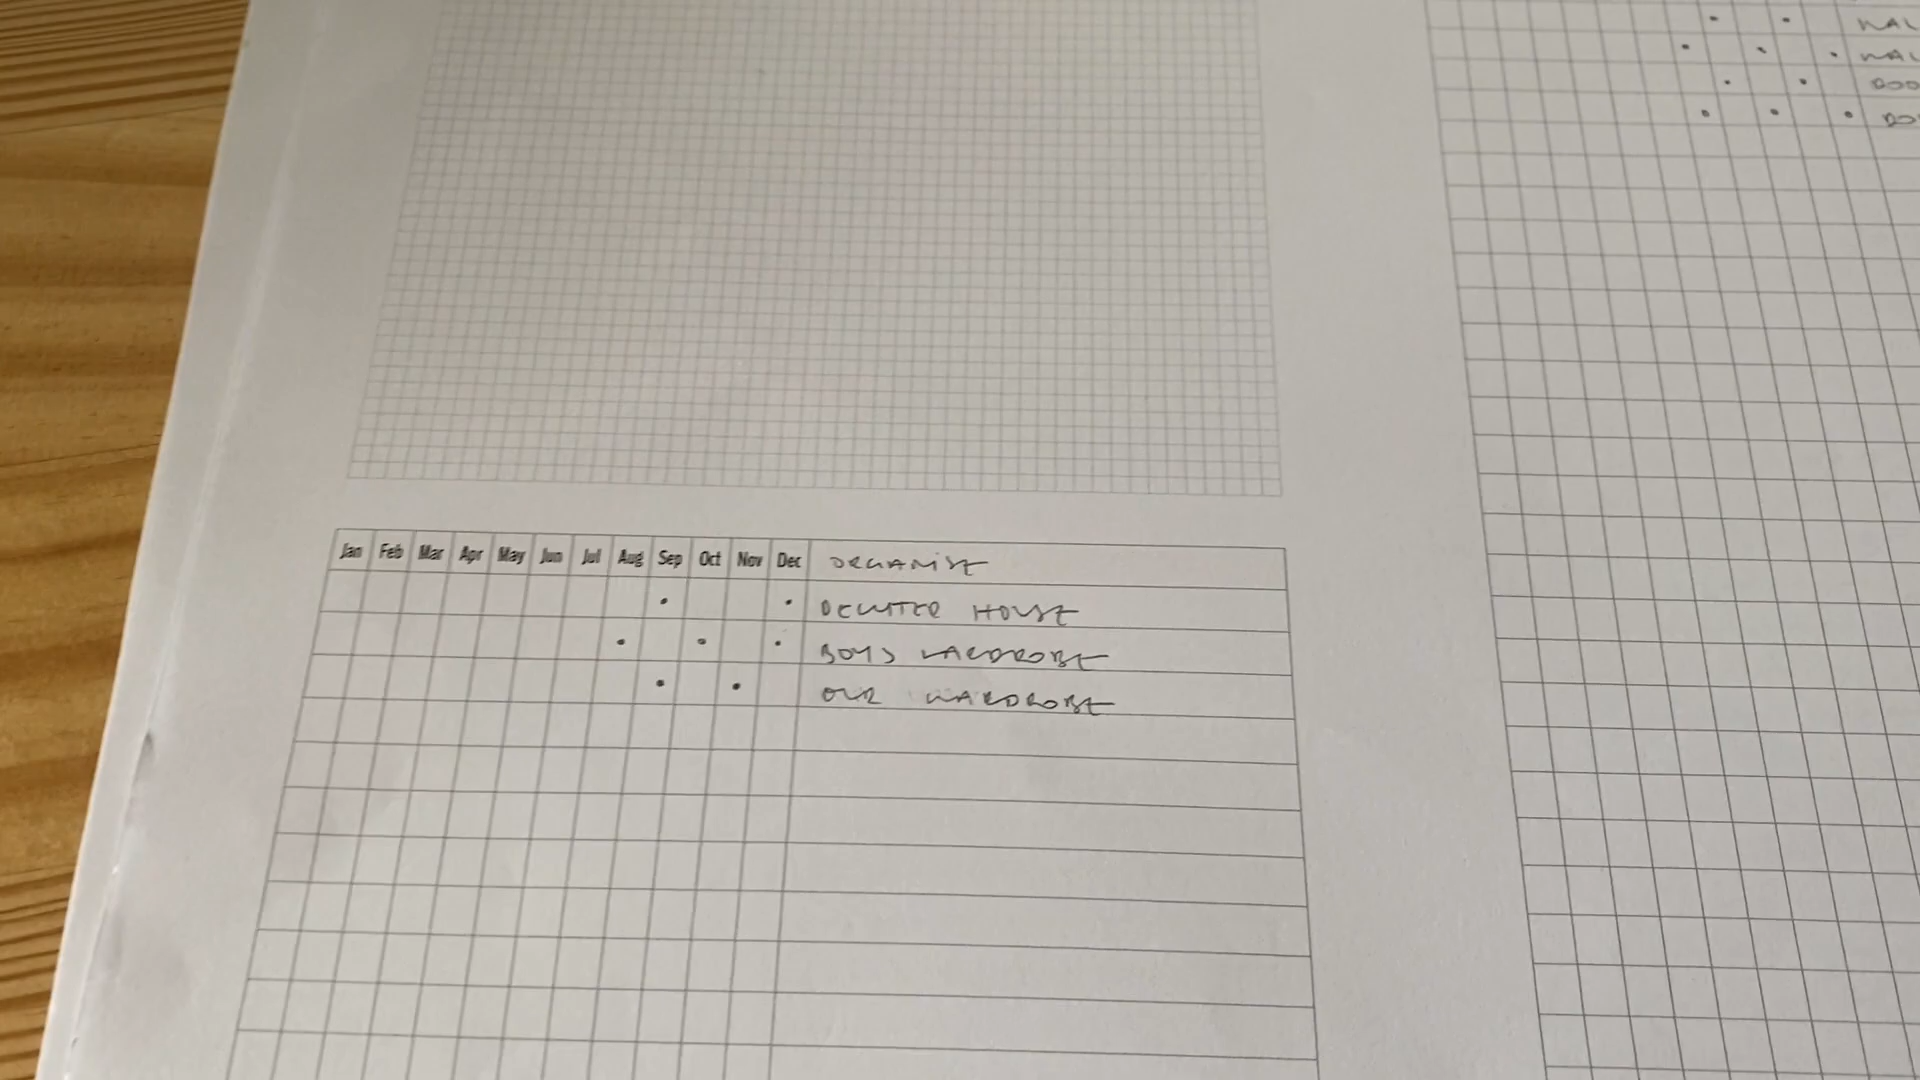 Jan Feb Mar Apr May Jun Jul Aug Sep Oct Nov Dec ORGANISE
DECLUTTER HOUSE
BOYS WARDROBE
OUR WARDROBE